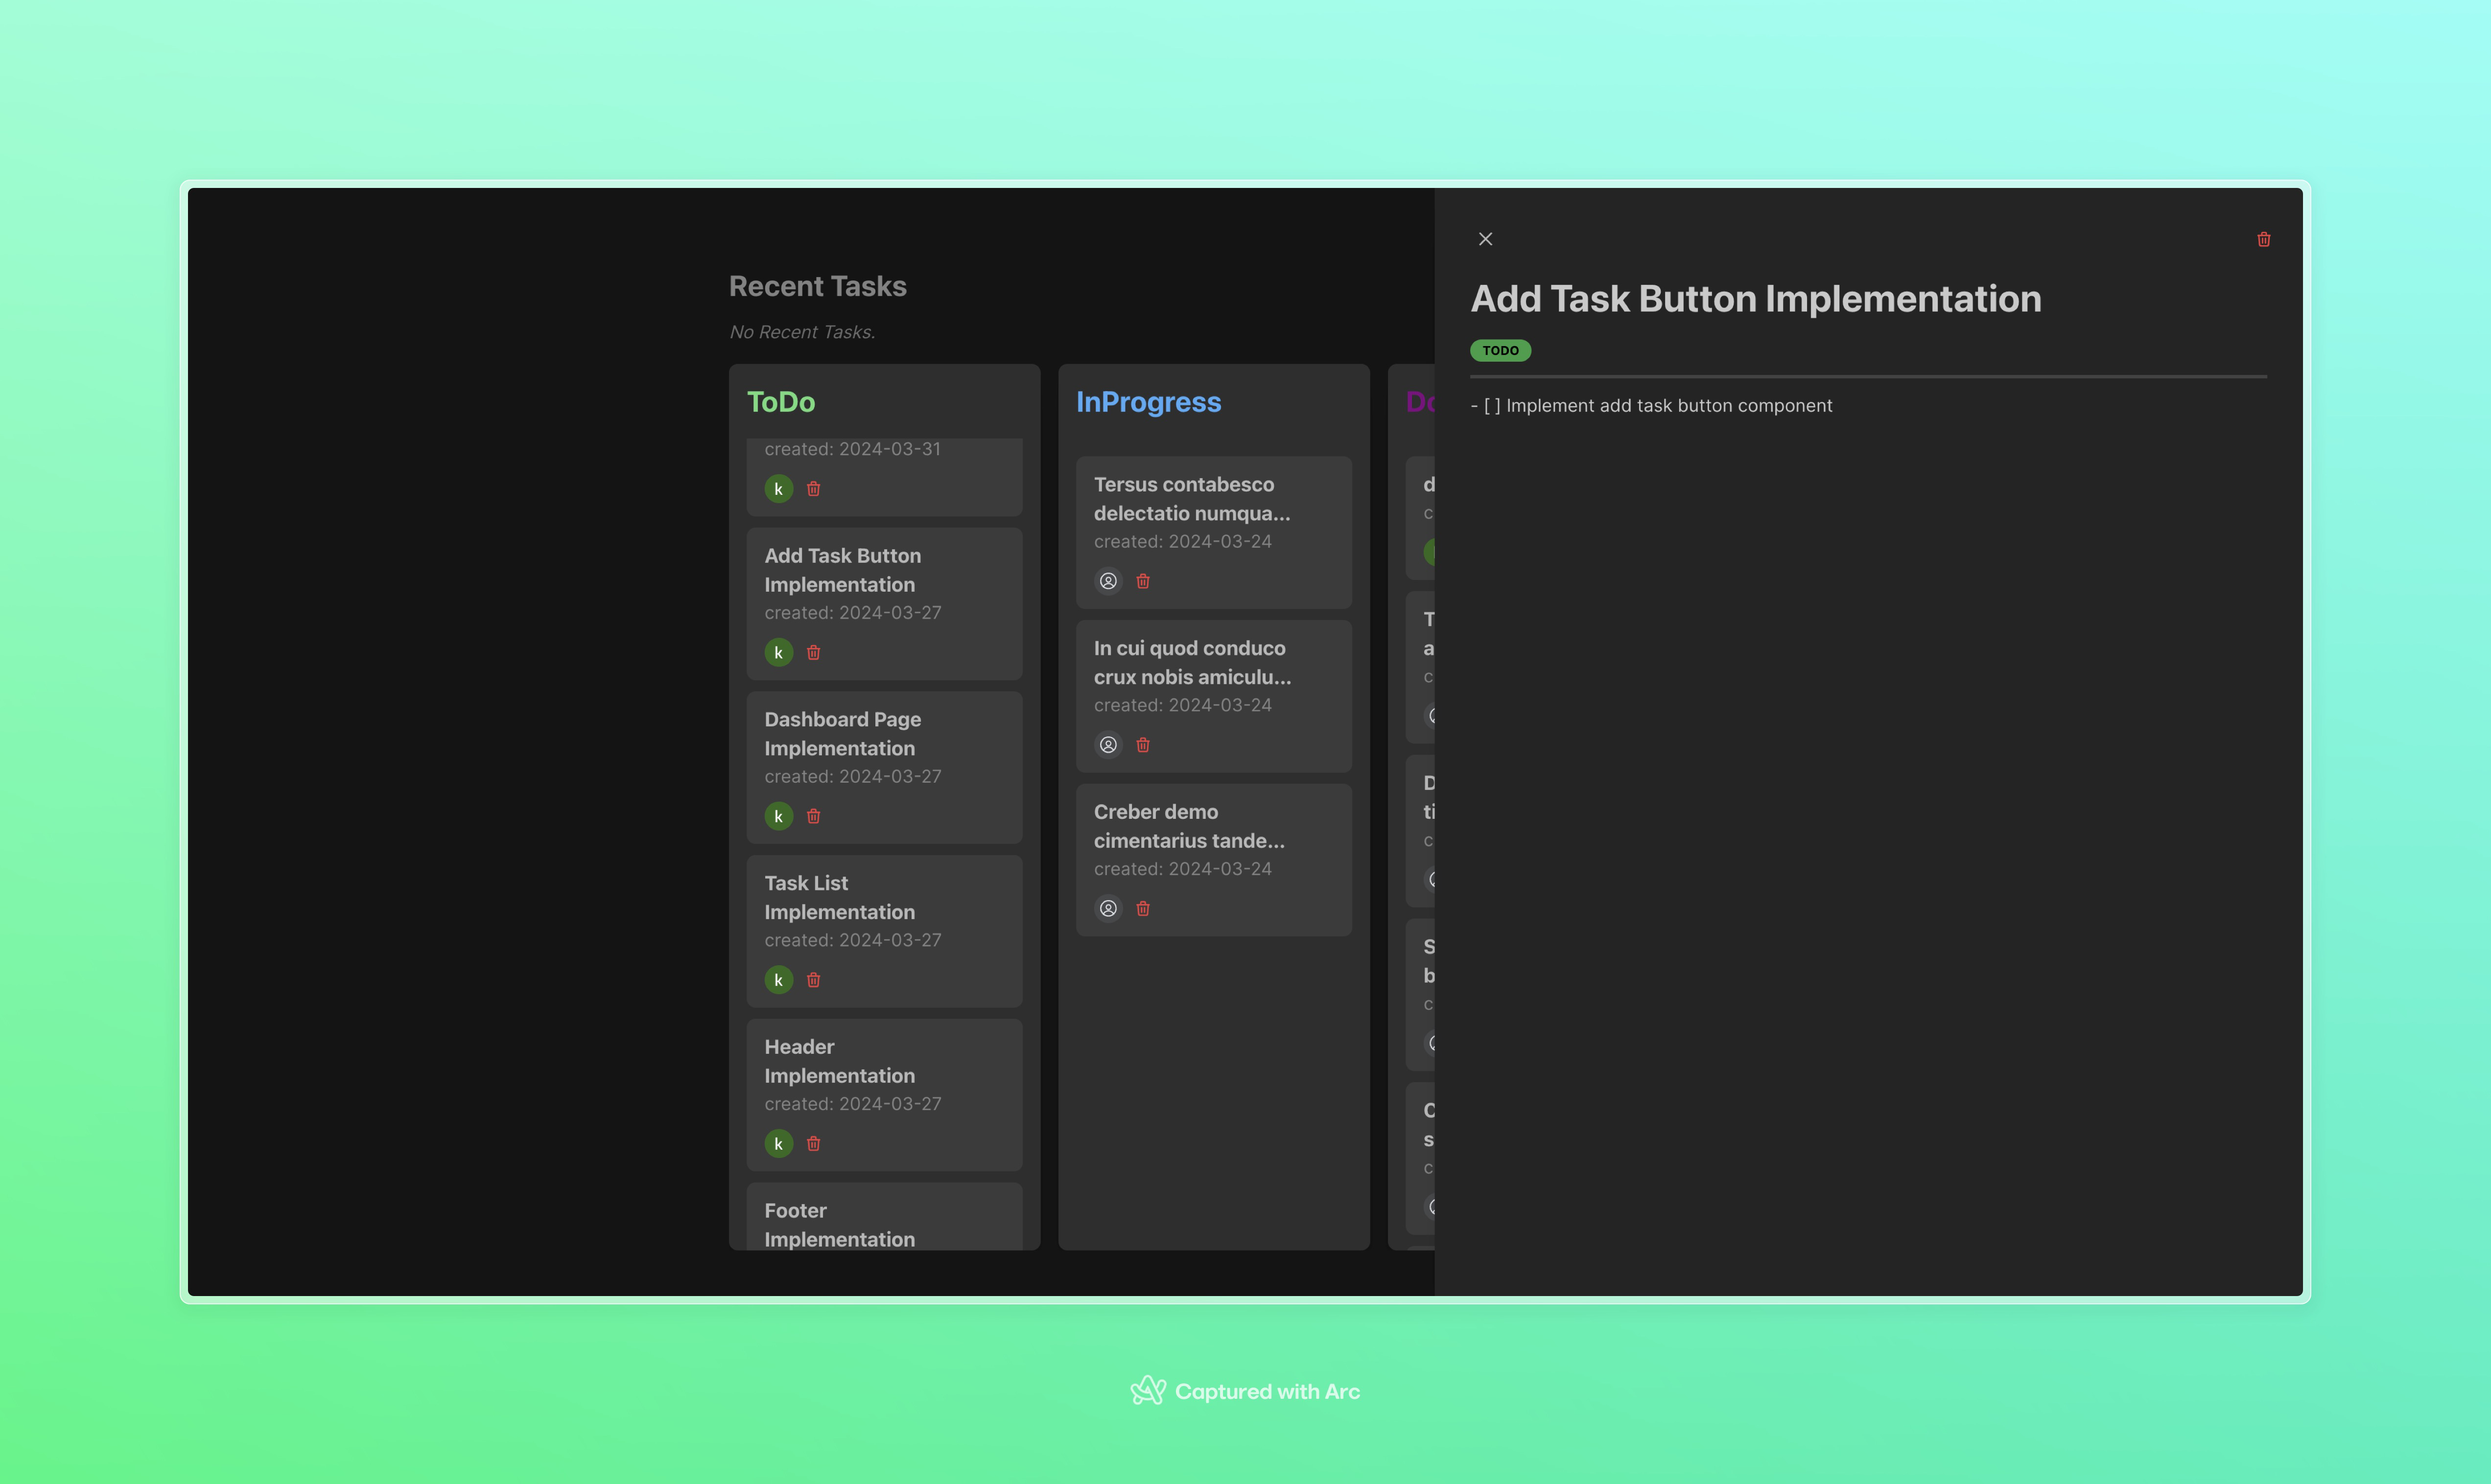 Recent Tasks
No Recent Tasks.
ToDo
created: 2024-03-31
k
Add Task Button
Implementation
created: 2024-03-27
k
Dashboard Page
Implementation
created: 2024-03-27
k
Task List
Implementation
created: 2024-03-27
k
Header
Implementation
created: 2024-03-27
k
Footer
Implementation
InProgress
Tersus contabesco
delectatio numqua...
created: 2024-03-24
In cui quod conduco
crux nobis amiculu...
created: 2024-03-24
Creber demo
cimentarius tande...
created: 2024-03-24
Add Task Button Implementation
TODO
- [ ] Implement add task button component
Captured with Arc